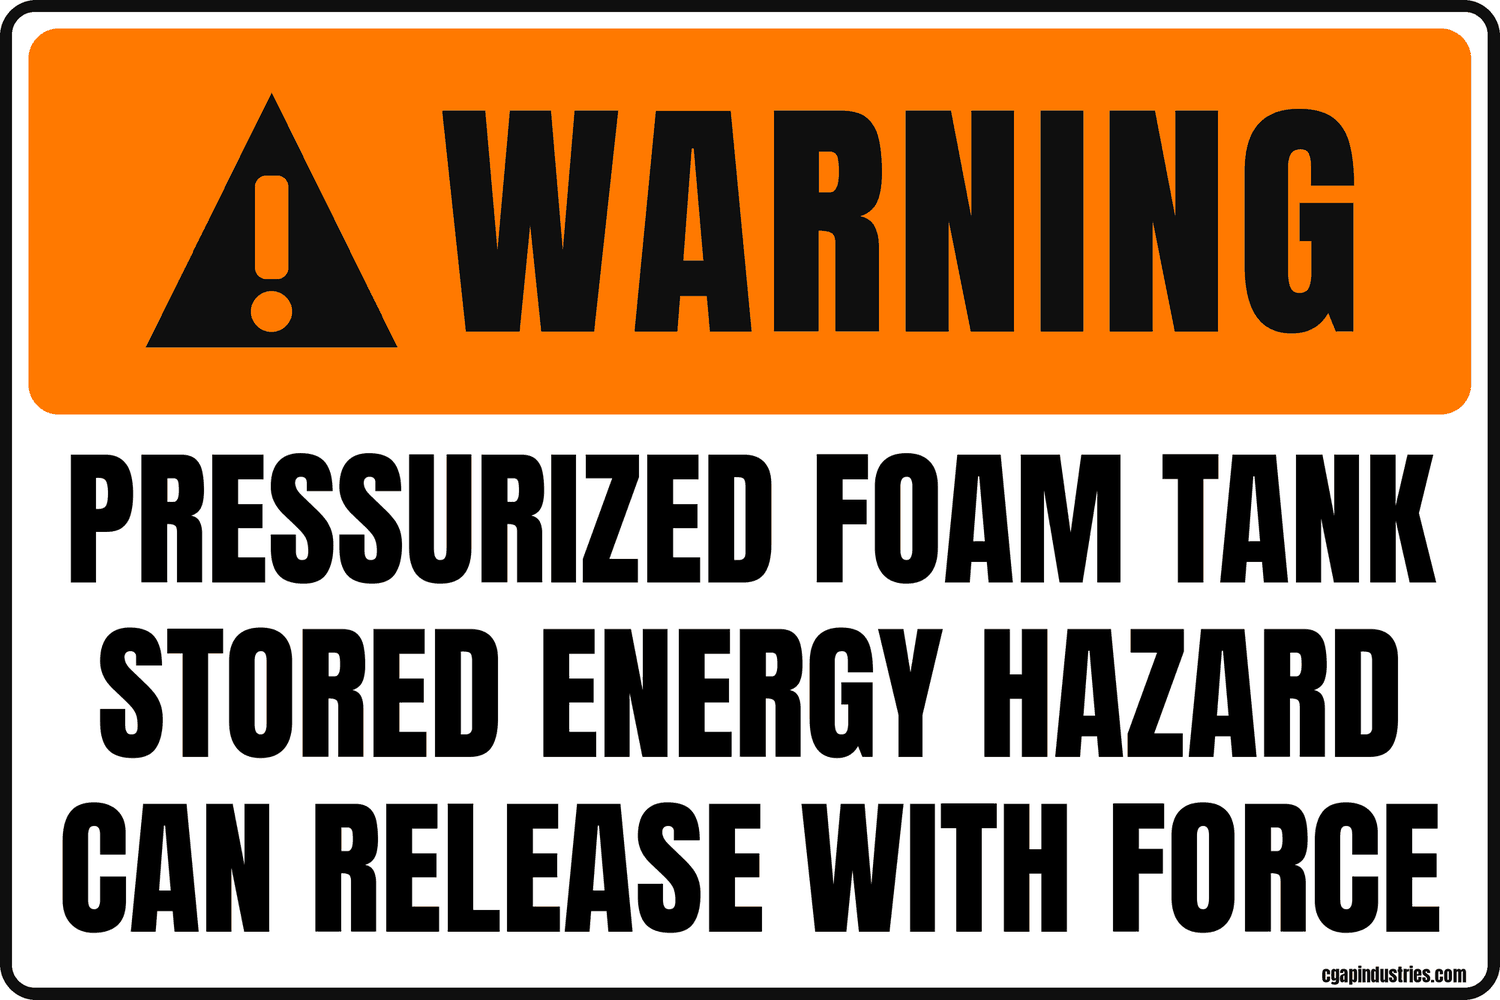 WARNING
PRESSURIZED FOAM TANK
STORED ENERGY HAZARD
CAN RELEASE WITH FORCE
cgapindustries.com